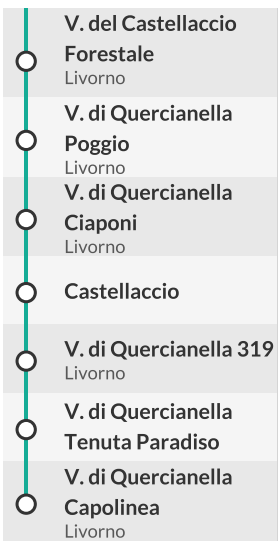 V. del Castellaccio
Forestale
Livorno
V. di Quercianella
Poggio
Livorno
V. di Quercianella
Ciaponi
Livorno
Castellaccio
V. di Quercianella 319
Livorno
V. di Quercianella
Tenuta Paradiso
V. di Quercianella
Capolinea
Livorno